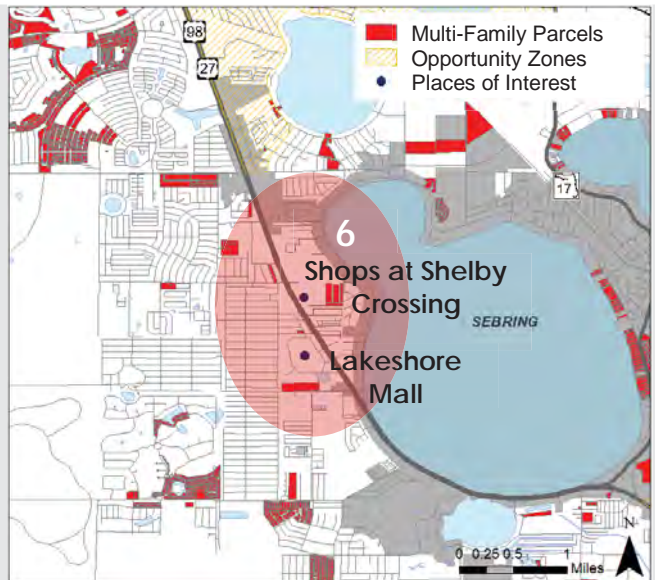 98
27
Multi-Family Parcels
Opportunity Zones
Places of Interest
17
6
Shops at Shelby
Crossing
SEBRING
Lakeshore
Mall
N
0 0.25 0.5 1
Miles